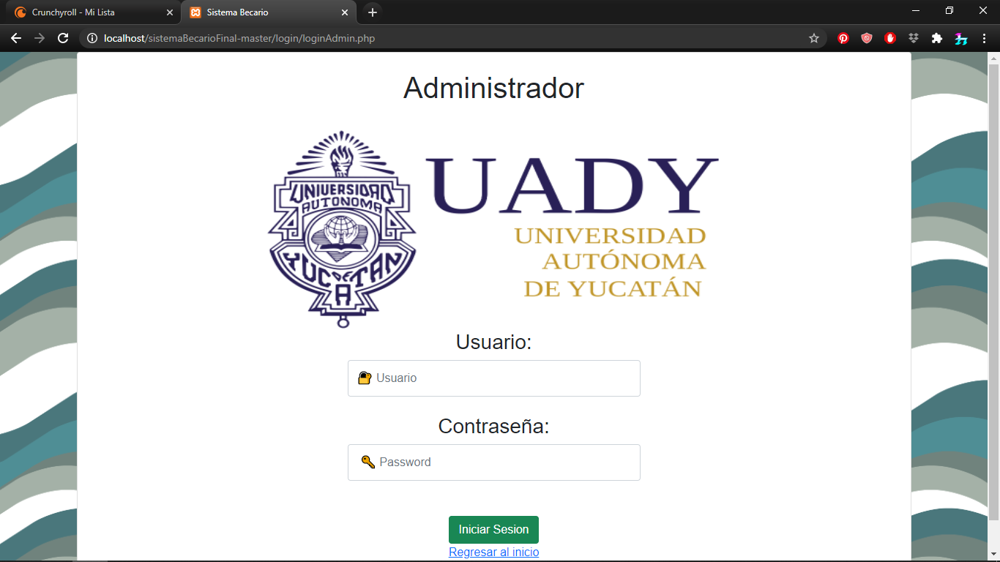 Crunchyroll - Mi Lista
Sistema Becario
localhost/sistemaBecarioFinal-master/login/loginAdmin.php
Administrador
UNIVERSIDAD
AUTONOMA
DE
YUCATAN
UADY
UNIVERSIDAD
AUTÓNOMA
DE YUCATÁN
Usuario:
Usuario
Contraseña:
Password
Iniciar Sesion
Regresar al inicio